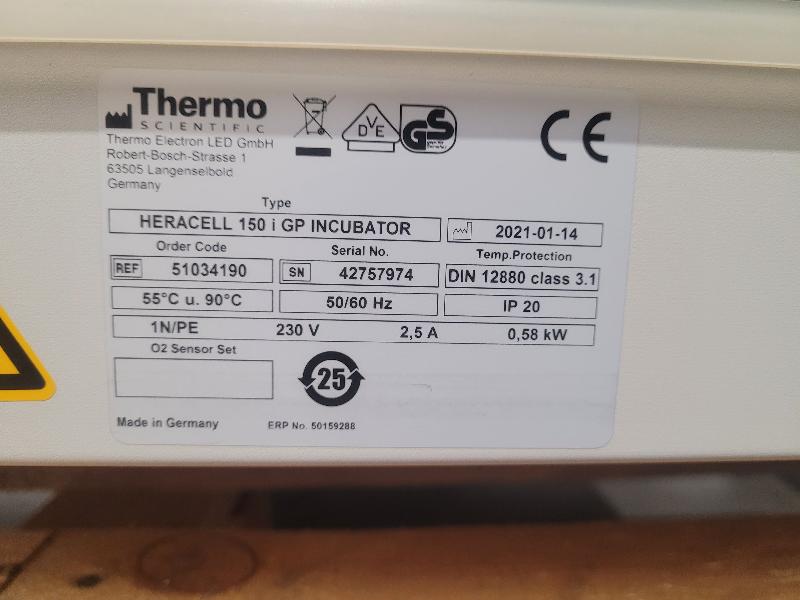 Thermo
SCIENTIFIC
Thermo Electron LED GmbH
Robert-Bosch-Strasse 1
63505 Langenselbold
Germany
DVE
GS
CE
Type
HERACELL 150 i GP INCUBATOR
2021-01-14
Order Code
Serial No.
Temp.Protection
REF 51034190
SN 42757974
DIN 12880 class 3.1
55°C u. 90°C
50/60 Hz
IP 20
1N/PE 230 V 2,5 A 0,58 kW
O2 Sensor Set
25
Made in Germany
ERP No. 50159288